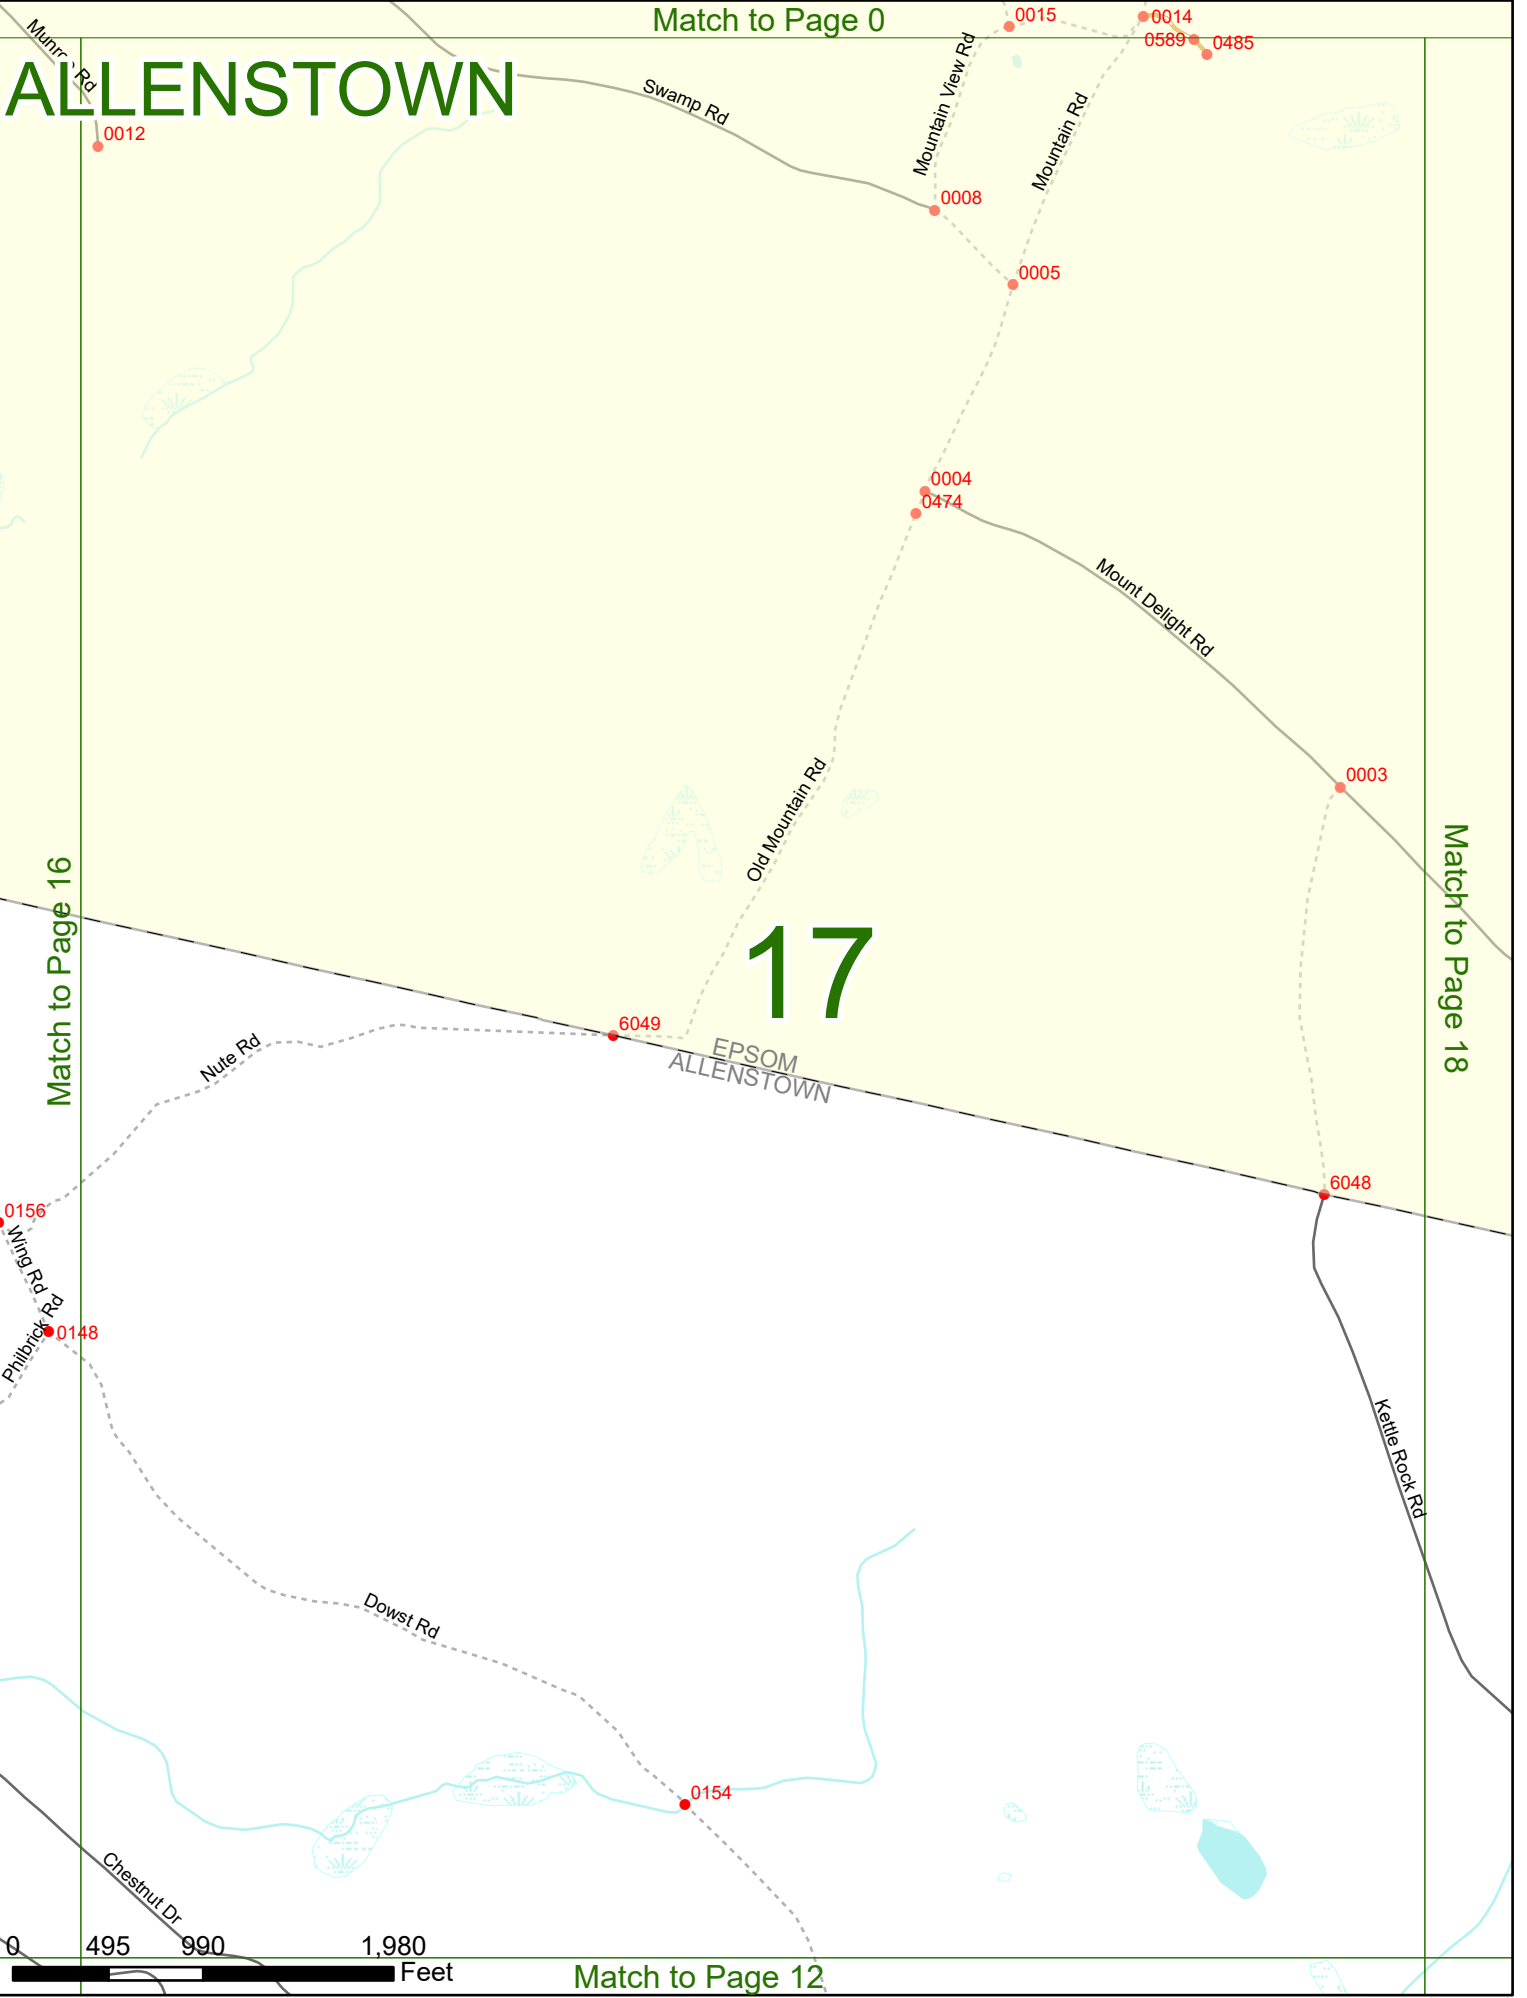 Match to Page 0
0015
0014
0589
0485
Munroe Rd
ALLENSTOWN
0012
Swamp Rd
Mountain View Rd
Mountain Rd
0008
0005
0004
0474
Mount Delight Rd
0003
Old Mountain Rd
Match to Page 16
Match to Page 18
17
6049
EPSOM
ALLENSTOWN
Nute Rd
6048
0156
Wing Rd
Philbrick Rd
0148
Kettle Rock Rd
Dowst Rd
0154
Chestnut Dr
0 495 990 1,980
Feet
Match to Page 12